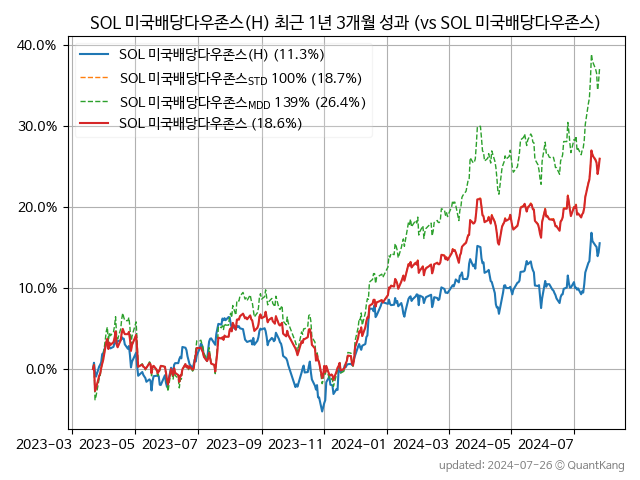 SOL 미국배당다우존스(H) 최근 1년 3개월 성과 (vs SOL 미국배당다우존스)
SOL 미국배당다우존스(H) (11.3%)
SOL 미국배당다우존스STD 100% (18.7%)
SOL 미국배당다우존스MDD 139% (26.4%)
SOL 미국배당다우존스 (18.6%)
40.0%
30.0%
20.0%
10.0%
0.0%
2023-03 2023-05 2023-07 2023-09 2023-11 2024-01 2024-03 2024-05 2024-07
updated: 2024-07-26 © QuantKang